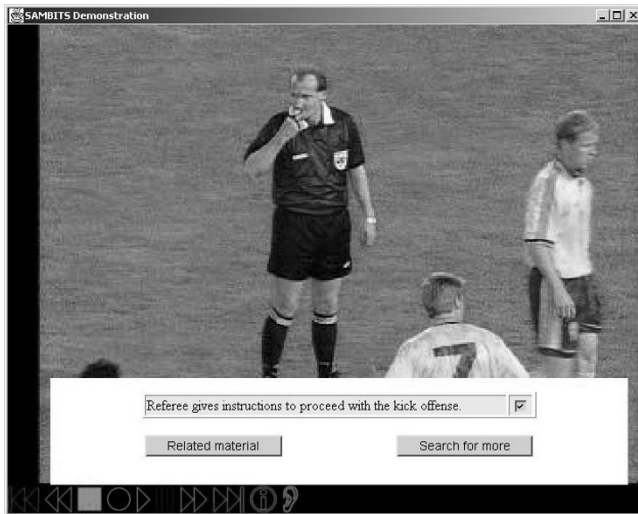 SAMBITS Demonstration
7
Referee gives instructions to proceed with the kick offense.
Related material
Search for more